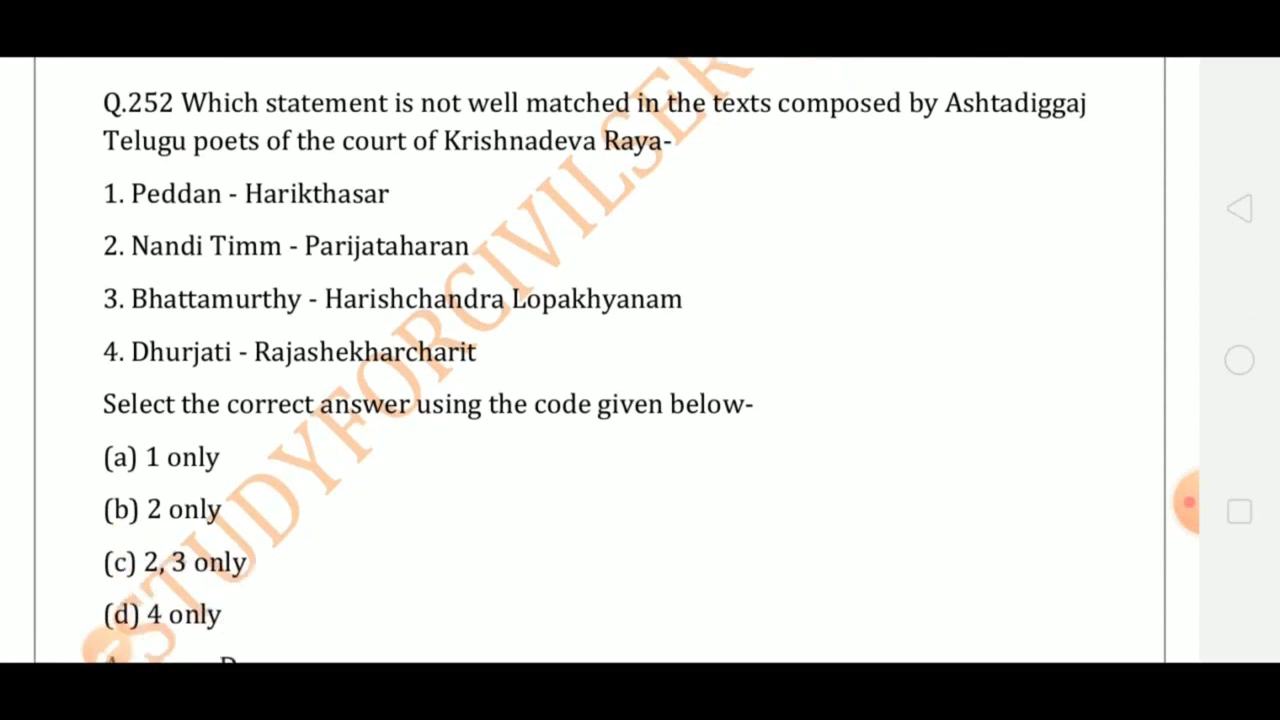 Q.252 Which statement is not well matched in the texts composed by Ashtadiggaj
Telugu poets of the court of Krishnadeva Raya-
1. Peddan - Harikthasar
2. Nandi Timm - Parijataharan
3. Bhattamurthy - Harishchandra Lopakhyanam
4. Dhurjati - Rajashekharcharit
Select the correct answer using the code given below-
(a) 1 only
(b) 2 only
(c) 2, 3 only
(d) 4 only
STUDYFORCIVILSER